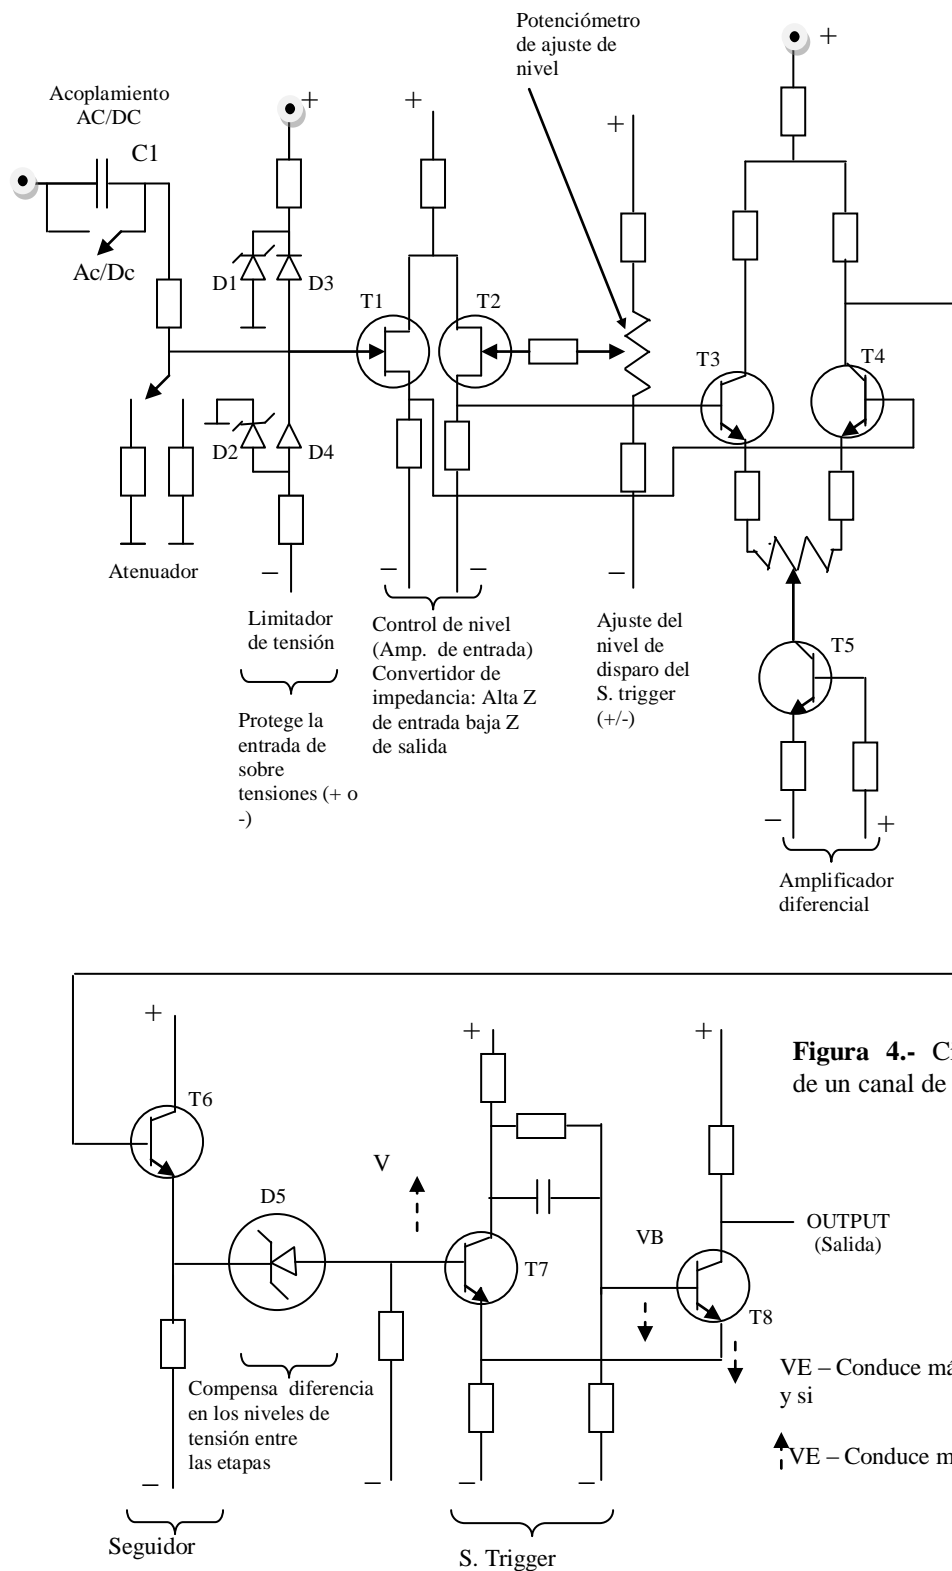 Potenciómetro
de ajuste de
nivel
+
Acoplamiento
AC/DC
+
+
C1
+
Ac/Dc
D1
D3
T1
T2
T3
T4
D2
D4
–
–
–
–
Atenuador
Limitador
de tensión
Control de nivel
(Amp. de entrada)
Convertidor de
impedancia: Alta Z
de entrada baja Z
de salida
Ajuste del
nivel de
disparo del
S. trigger
(+/-)
T5
Protege la
entrada de
sobre
tensiones (+ o
-)
–
+
Amplificador
diferencial
+
+
+
Figura 4.- C
de un canal de
T6
V
D5
OUTPUT
(Salida)
VB
T7
T8
VE – Conduce má
y si
Compensa diferencia
en los niveles de
tensión entre
las etapas
VE – Conduce m
–
–
–
–
Seguidor
S. Trigger